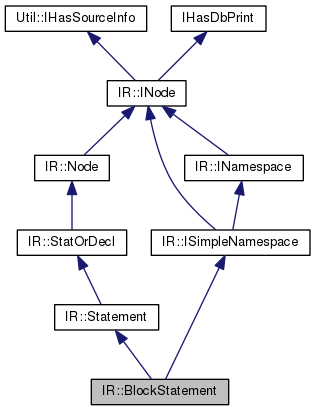 Util::IHasSourceInfo
IHasDbPrint
IR::INode
IR::Node
IR::INamespace
IR::StatOrDecl
IR::ISimpleNamespace
IR::Statement
IR::BlockStatement